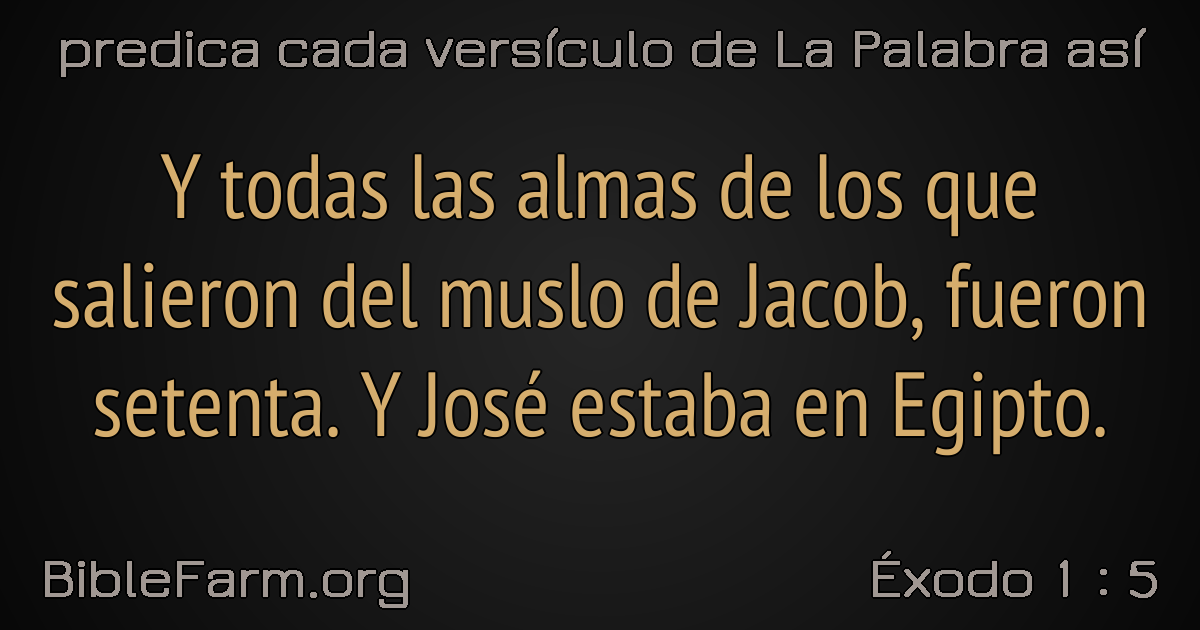 predica cada versículo de La Palabra así
Y todas las almas de los que
salieron del muslo de Jacob, fueron
setenta. Y José estaba en Egipto.
BibleFarm.org
Éxodo 1 : 5